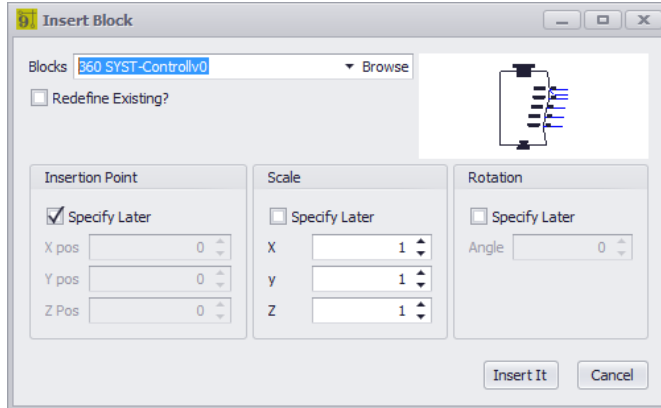 9 Insert Block
Blocks 360 SYST-Controllv0 Browse
Redefine Existing?
Insertion Point
Specify Later
X pos 0
Y pos 0
Z Pos 0
Scale
Specify Later
X 1
y 1
Z 1
Rotation
Specify Later
Angle 0
Insert It Cancel